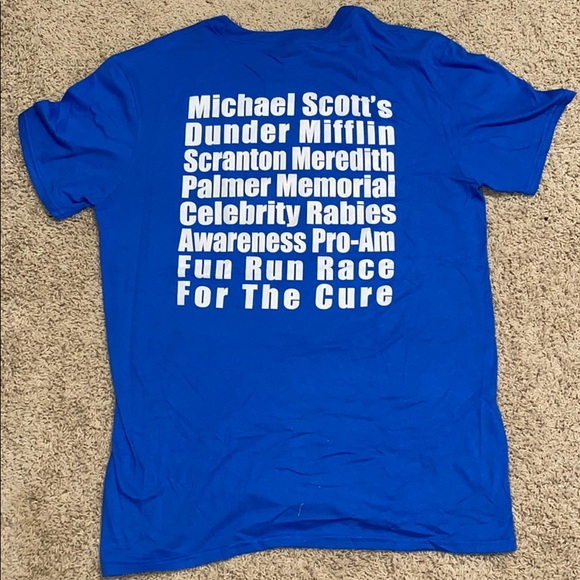 Michael Scott's
Dunder Mifflin
Scranton Meredith
Palmer Memorial
Celebrity Rabies
Awareness Pro-Am
Fun Run Race
For The Cure